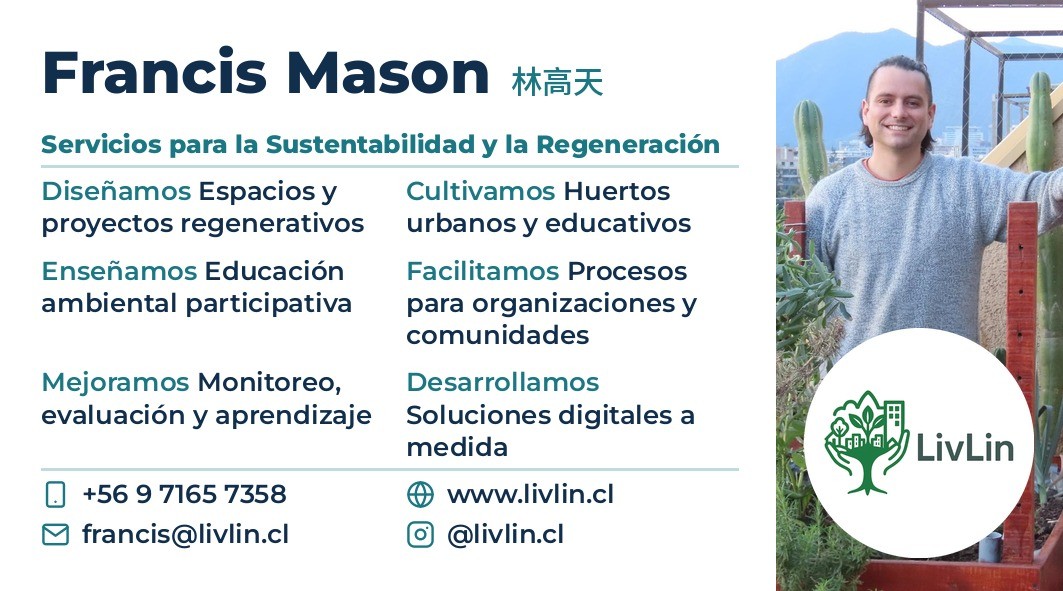 Francis Mason 林高天
Servicios para la Sustentabilidad y la Regeneración
Diseñamos Espacios y
proyectos regenerativos
Cultivamos Huertos
urbanos y educativos
Enseñamos Educación
ambiental participativa
Facilitamos Procesos
para organizaciones y
comunidades
Mejoramos Monitoreo,
evaluación y aprendizaje
Desarrollamos
Soluciones digitales a
medida
+56 9 7165 7358
www.livlin.cl
francis@livlin.cl
@livlin.cl
LivLin